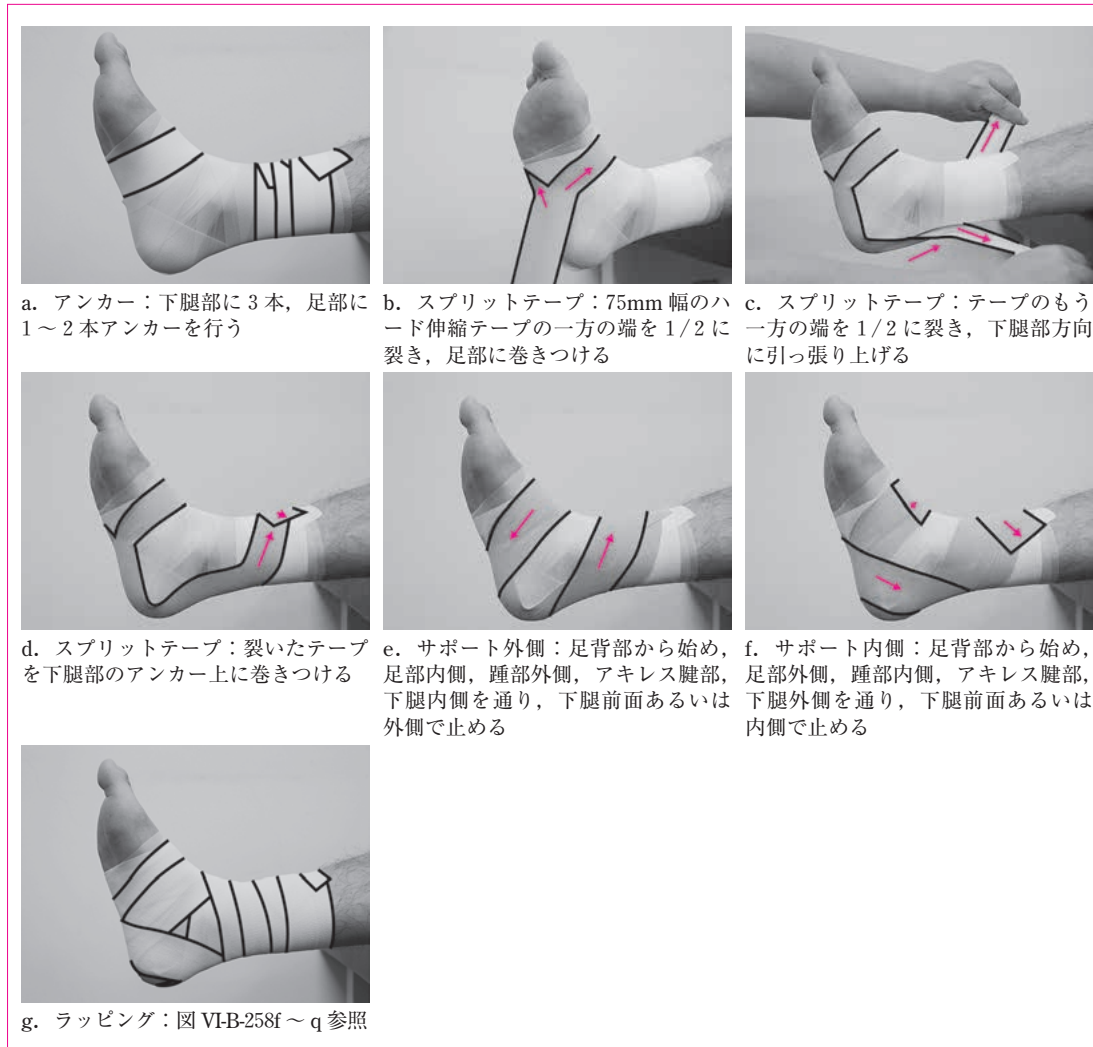 a．アンカー：下腿部に 3 本，足部に
1 ～ 2 本アンカーを行う
b．スプリットテープ：75mm 幅のハ
ード伸縮テープの一方の端を 1/2 に
裂き，足部に巻きつける
c．スプリットテープ：テープのもう
一方の端を 1/2 に裂き，下腿部方向
に引っ張り上げる
d．スプリットテープ：裂いたテープ
を下腿部のアンカー上に巻きつける
e．サポート外側：足背部から始め，
足部内側，踵部外側，アキレス腱部，
下腿内側を通り，下腿前面あるいは
外側で止める
f．サポート内側：足背部から始め，
足部外側，踵部内側，アキレス腱部，
下腿外側を通り，下腿前面あるいは
内側で止める
g．ラッピング：図 VI-B-258f ～ q 参照